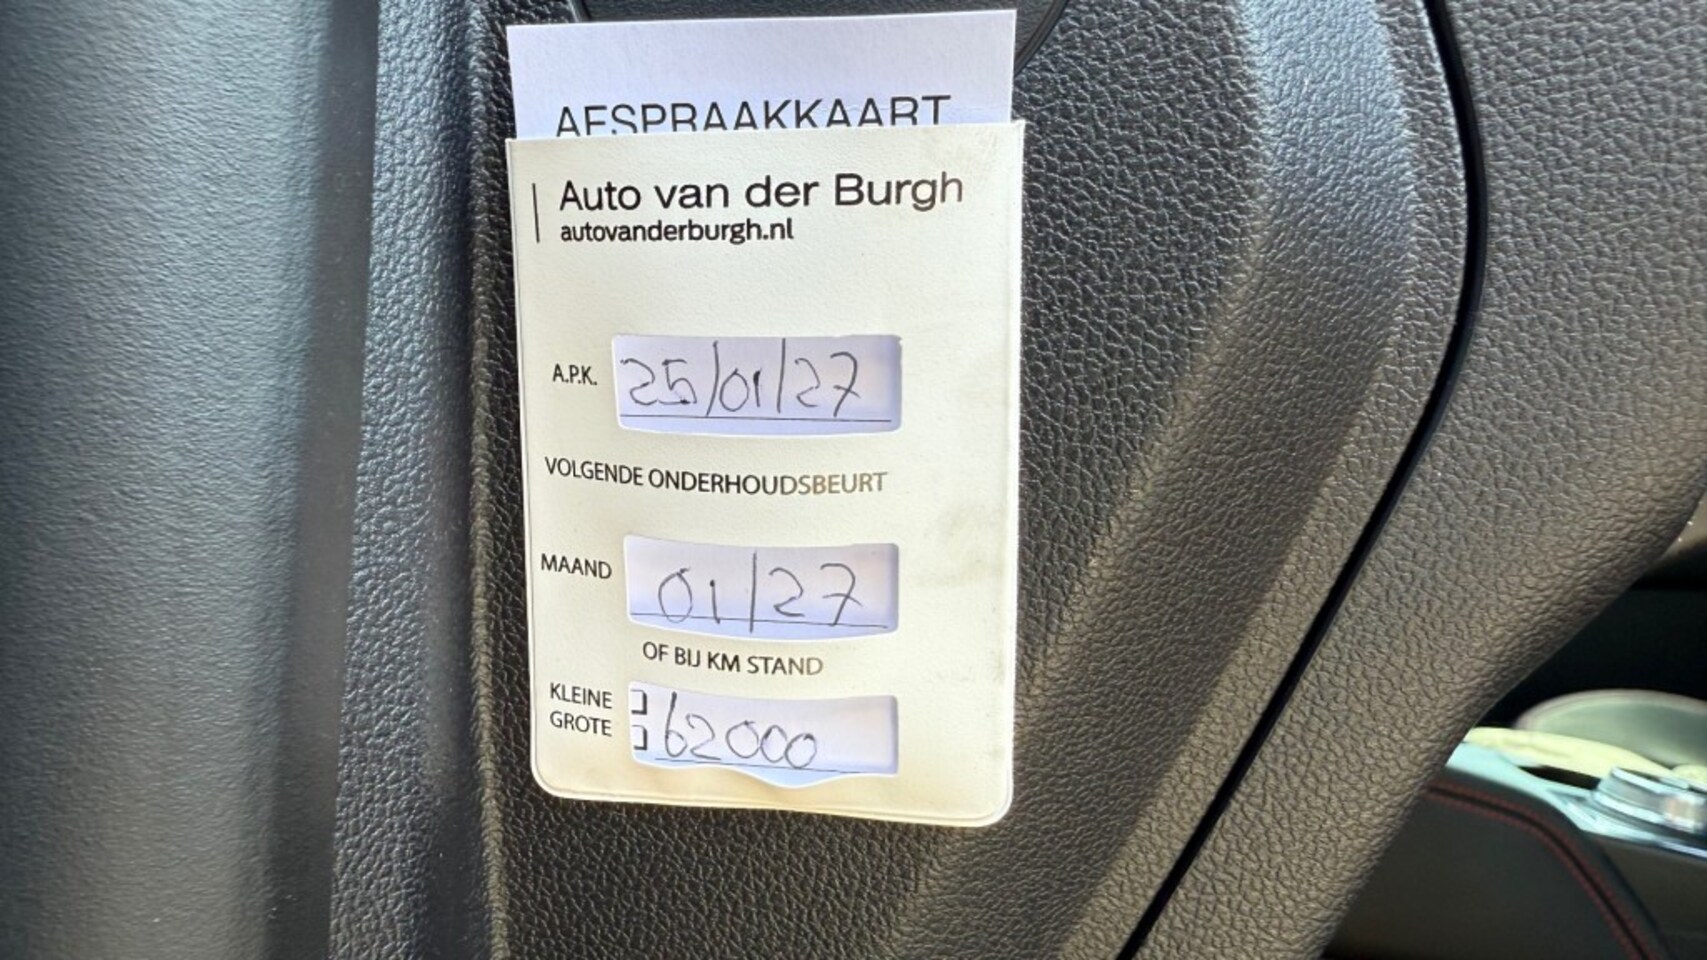 AFSPRAAKKAART
Auto van der Burgh
autovanderburgh.nl
A.P.K. 25/01/27
VOLGENDE ONDERHOUDSBEURT
MAAND 01/27
OF BIJ KM STAND
KLEINE
GROTE 62000